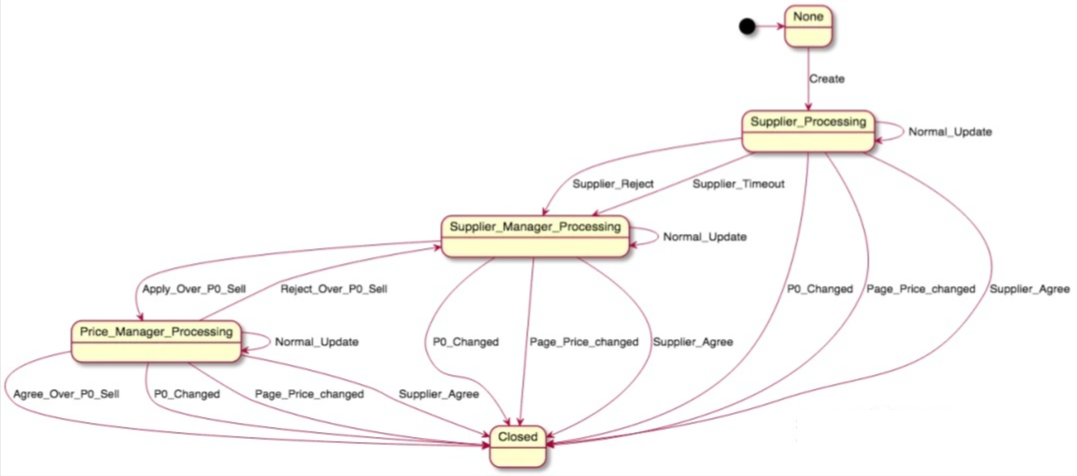 None
Create
Supplier_Processing
Normal_Update
Supplier_Reject
Supplier_Timeout
Supplier_Manager_Processing
Normal_Update
Apply_Over_P0_Sell
Reject_Over_P0_Sell
P0_Changed
Page_Price_changed
Supplier_Agree
Price_Manager_Processing
Normal_Update
P0_Changed
Page_Price_changed
Supplier_Agree
Agree_Over_P0_Sell
P0_Changed
Page_Price_changed
Supplier_Agree
Closed